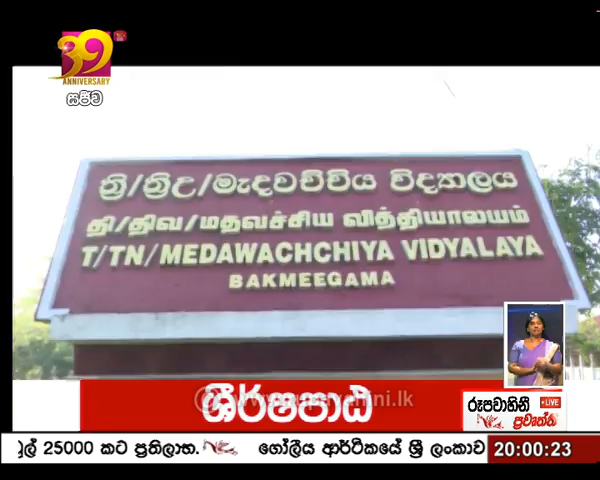 39
ANNIVERSARY
සජීව
ත්‍රි/ත්‍රිඋ/මැදවච්චිය විද්‍යාලය
தி/திவ/மதவச்சிய வித்தியாலயம்
T/TN/MEDAWACHCHIYA VIDYALAYA
BAKMEEGAMA
ශීර්ෂපාඨ
රූපවාහිනී LIVE
ප්‍රවෘත්ති
මුල් 25000 කට ප්‍රතිලාභ. ගෝලීය ආර්ථිකයේ ශ්‍රී ලංකාව 20:00:23